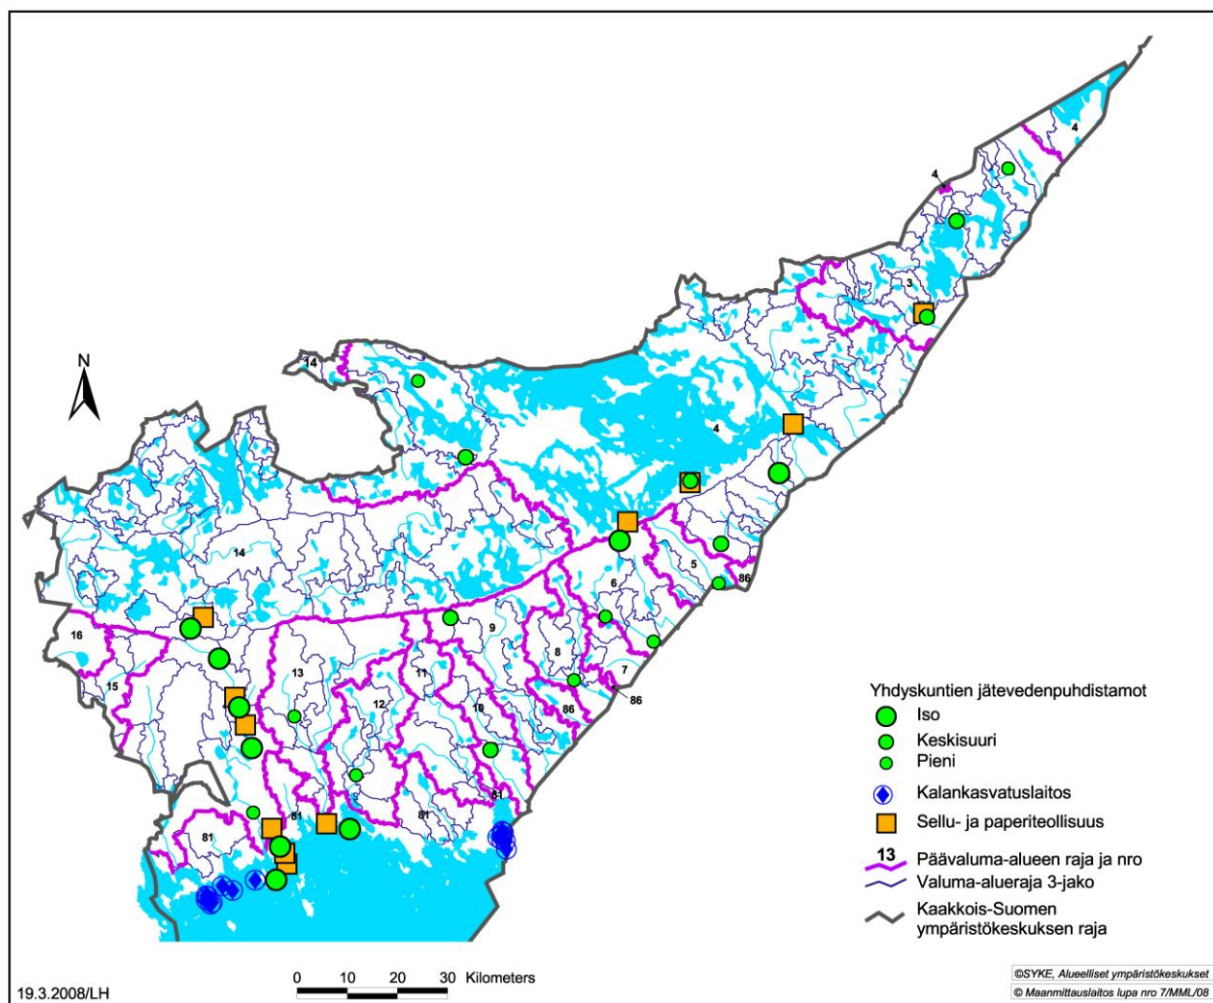 4
4
3
N
14
4
14
5
86
6
16
9
8
15
13
11
7
12
86
10
86
81
81
81
81
Yhdyskuntien jätevedenpuhdistamot
Iso
Keskisuuri
Pieni
Kalankasvatuslaitos
Sellu- ja paperiteollisuus
13 Päävaluma-alueen raja ja nro
Valuma-alueraja 3-jako
Kaakkois-Suomen
ympäristökeskuksen raja
0 10 20 30 Kilometers
19.3.2008/LH
©SYKE, Alueelliset ympäristökeskukset
© Maanmittauslaitos lupa nro 7/MML/08